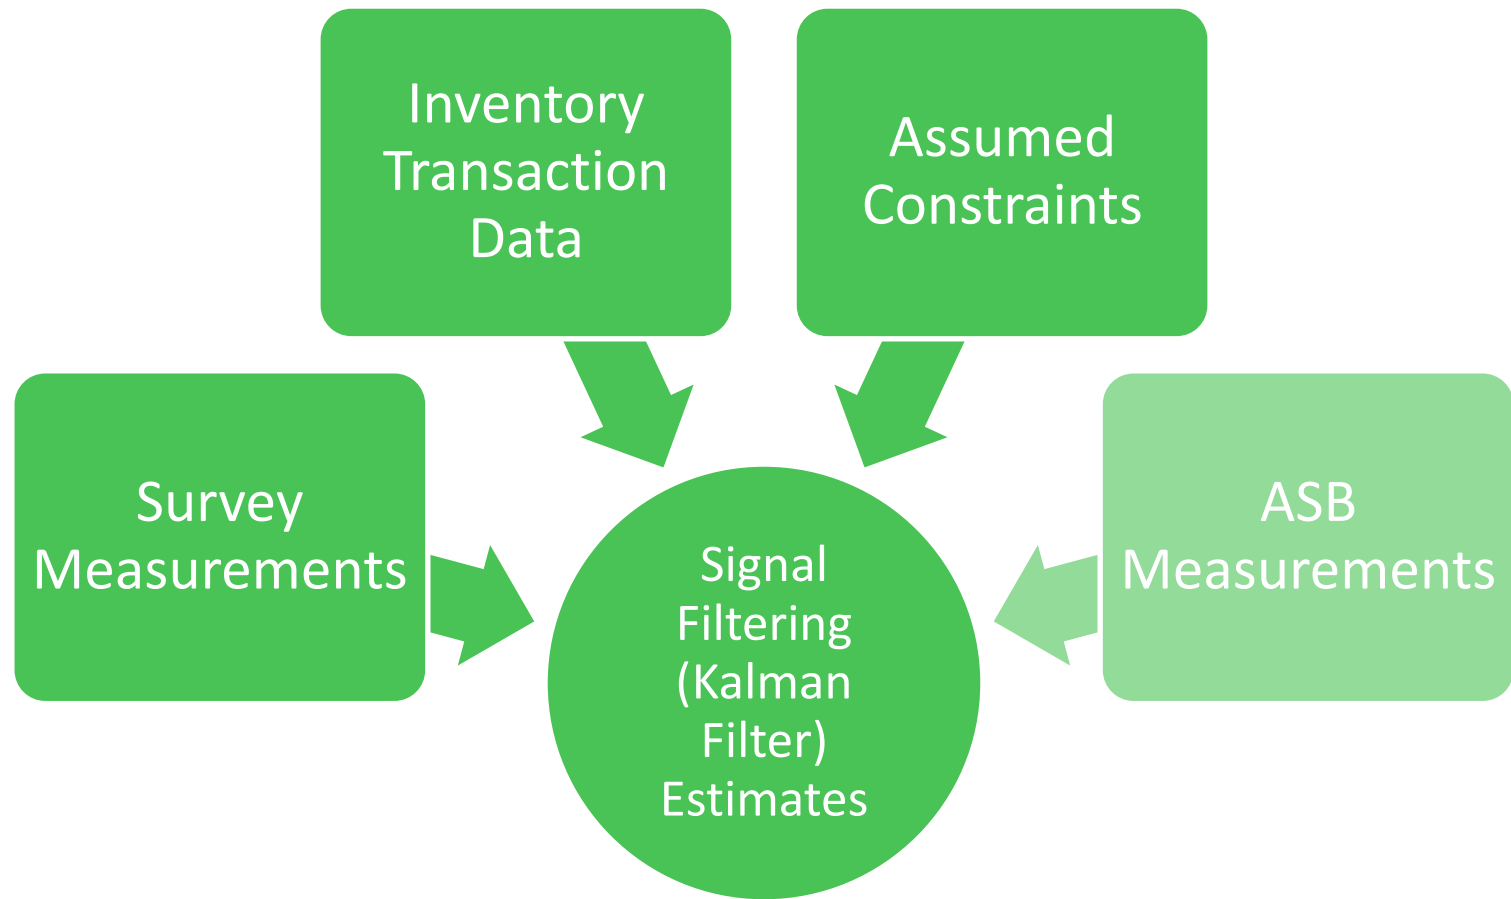 Inventory
Transaction
Data
Assumed
Constraints
Survey
Measurements
ASB
Measurements
Signal
Filtering
(Kalman
Filter)
Estimates